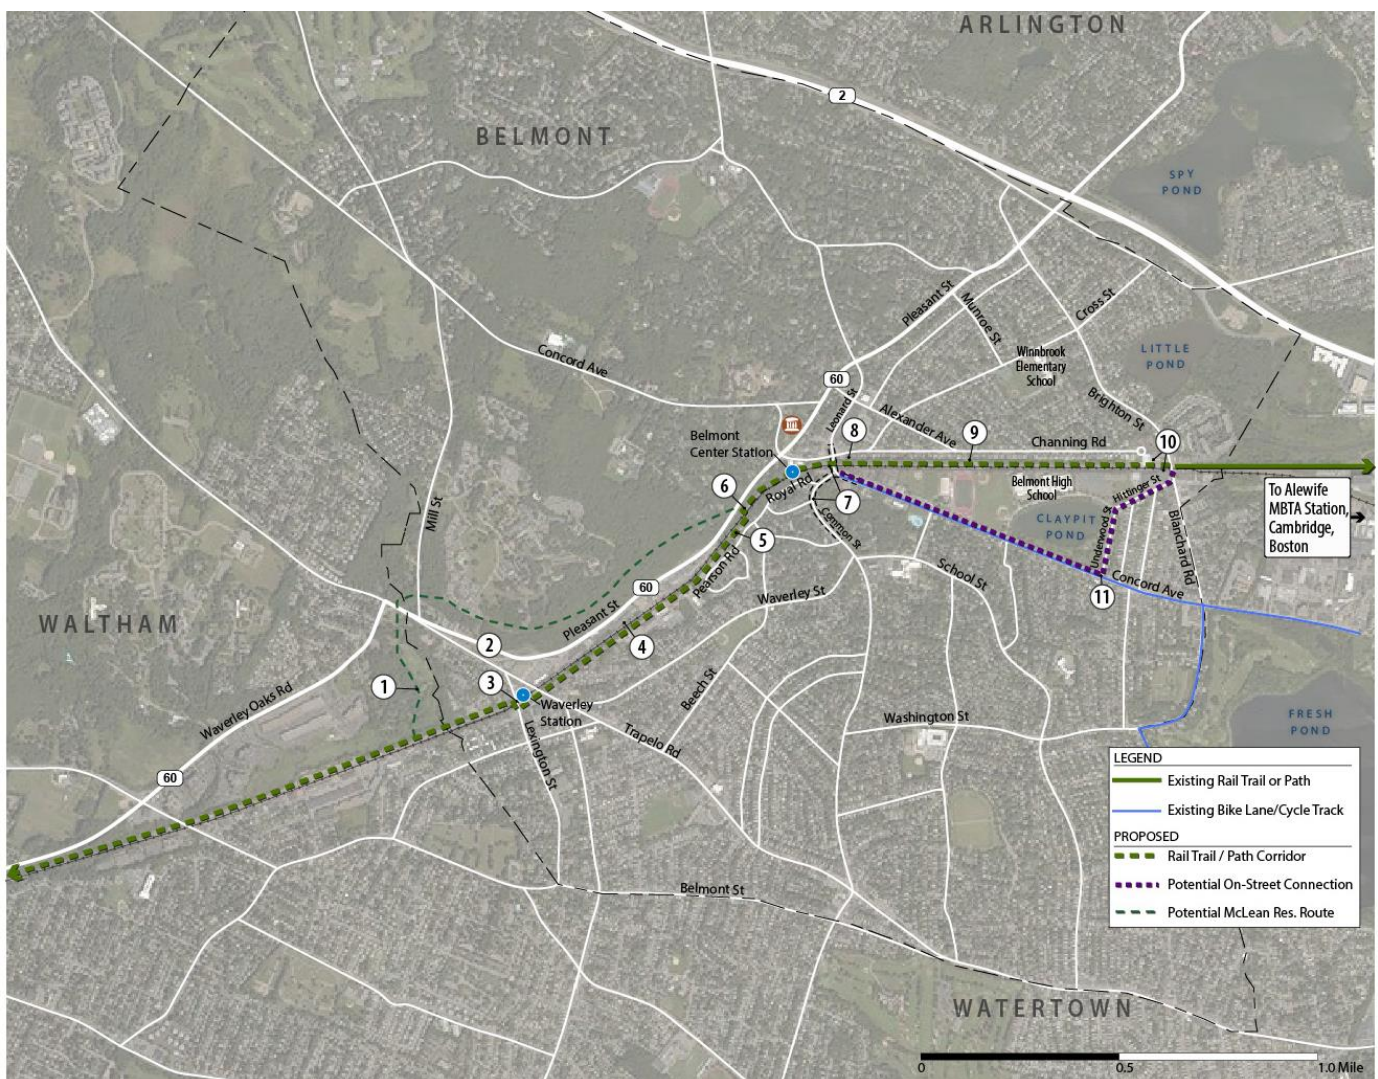 ARLINGTON
2
BELMONT
SPY
POND
Pleasant St
Munroe St
Cross St
LITTLE
POND
Winnbrook
Elementary
School
Concord Ave
60
Leonard St
Alexander Ave
Brighton St
Belmont
Center Station
8
9
Channing Rd
10
6
Royal Rd
7
Belmont High
School
Hittinger St
To Alewife
MBTA Station,
Cambridge,
Boston
Mill St
Common St
CLAYPIT
POND
Underwood St
Blanchard Rd
5
Pearson Rd
School St
Concord Ave
11
60
Waverley St
WALTHAM
Pleasant St
2
4
1
3
Waverley
Station
Beech St
Waverley Oaks Rd
Lexington St
Trapelo Rd
Washington St
FRESH
POND
60
LEGEND
Existing Rail Trail or Path
Existing Bike Lane/Cycle Track
PROPOSED
Rail Trail / Path Corridor
Potential On-Street Connection
Potential McLean Res. Route
Belmont St
WATERTOWN
0 0.5 1.0 Mile